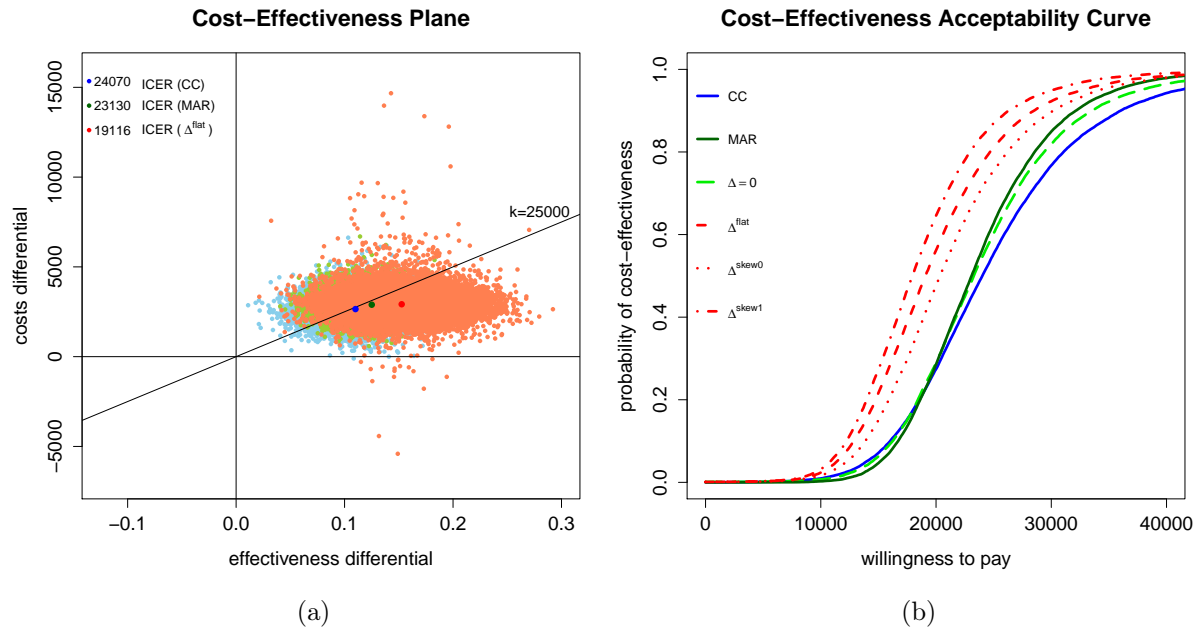 Cost−Effectiveness Plane
costs differential
15000
10000
5000
0
−5000
24070 ICER (CC)
23130 ICER (MAR)
19116 ICER ( Δ^flat )
k=25000
−0.1 0.0 0.1 0.2 0.3
effectiveness differential
(a)
Cost−Effectiveness Acceptability Curve
probability of cost−effectiveness
1.0
0.8
0.6
0.4
0.2
0.0
CC
MAR
Δ = 0
Δ^flat
Δ^skew0
Δ^skew1
0 10000 20000 30000 40000
willingness to pay
(b)